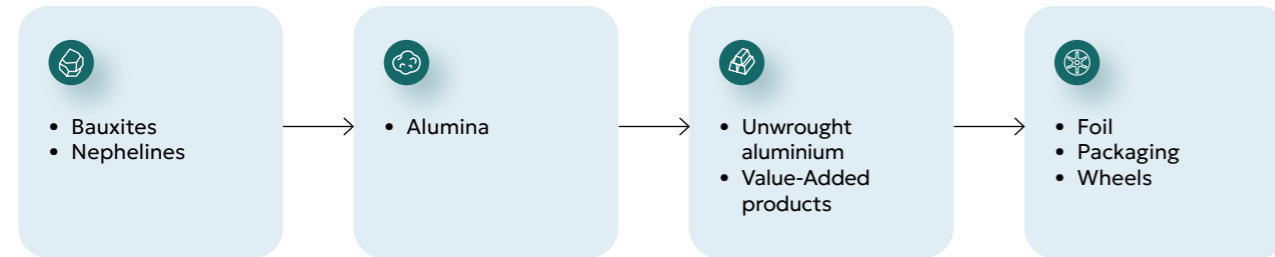 • Bauxites
• Nephelines
• Alumina
• Unwrought
aluminium
• Value-Added
products
• Foil
• Packaging
• Wheels